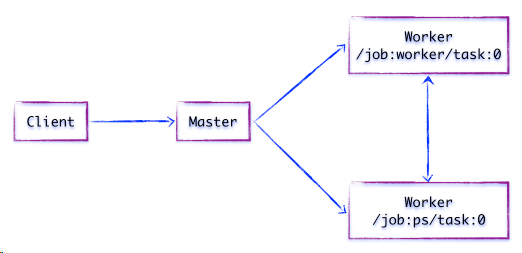 Client
Master
Worker
/job:worker/task:0
Worker
/job:ps/task:0